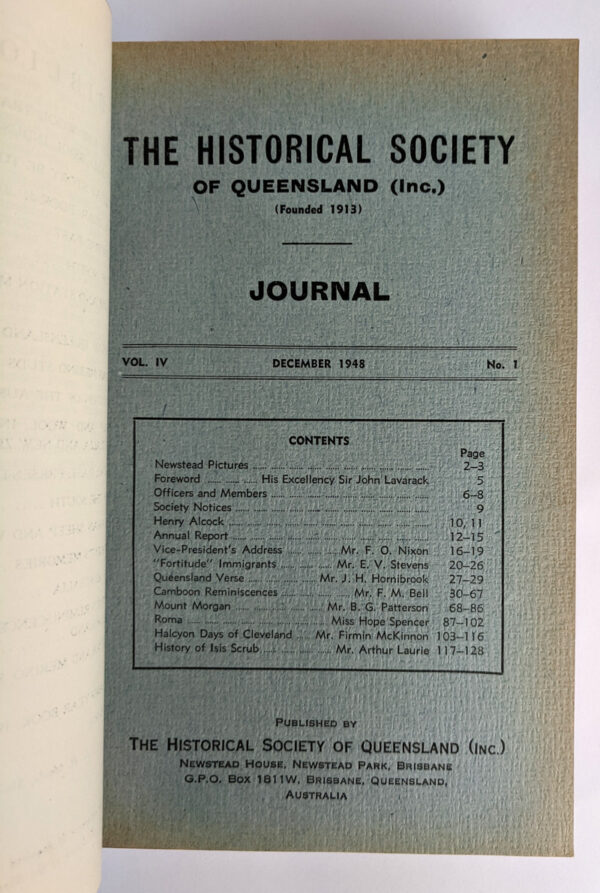 THE HISTORICAL SOCIETY
OF QUEENSLAND (Inc.)
(Founded 1913)
JOURNAL
VOL. IV DECEMBER 1948 No. 1
CONTENTS
Page
Newstead Pictures 2–3
Foreword His Excellency Sir John Lavarack 5
Officers and Members 6–8
Society Notices 9
Henry Alcock 10, 11
Annual Report 12–15
Vice-President's Address Mr. F. O. Nixon 16–19
"Fortitude" Immigrants Mr. E. V. Stevens 20–26
Queensland Verse Mr. J. H. Hornibrook 27–29
Camboon Reminiscences Mr. F. M. Bell 30–67
Mount Morgan Mr. B. G. Patterson 68–86
Roma Miss Hope Spencer 87–102
Halcyon Days of Cleveland Mr. Firmin McKinnon 103–116
History of Isis Scrub Mr. Arthur Laurie 117–128
PUBLISHED BY
THE HISTORICAL SOCIETY OF QUEENSLAND (INC.)
NEWSTEAD HOUSE, NEWSTEAD PARK, BRISBANE
G.P.O. BOX 1811W, BRISBANE, QUEENSLAND,
AUSTRALIA